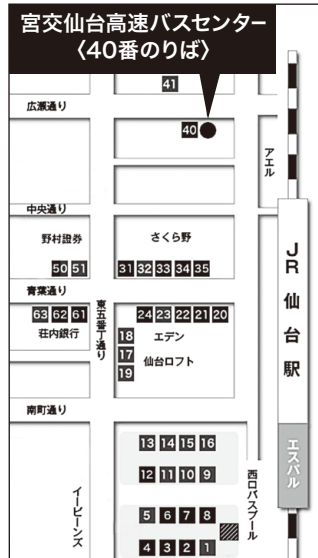 宮交仙台高速バスセンター
〈40番のりば〉
41
広瀬通り
40
アエル
中央通り
野村證券
さくら野
50 51
31 32 33 34 35
青葉通り
JR仙台駅
63 62 61
東五番丁通り
24 23 22 21 20
荘内銀行
18
エデン
17
仙台ロフト
19
南町通り
エスパル
13 14 15 16
12 11 10 9
西口バスプール
イービーンズ
5 6 7 8
4 3 2 1